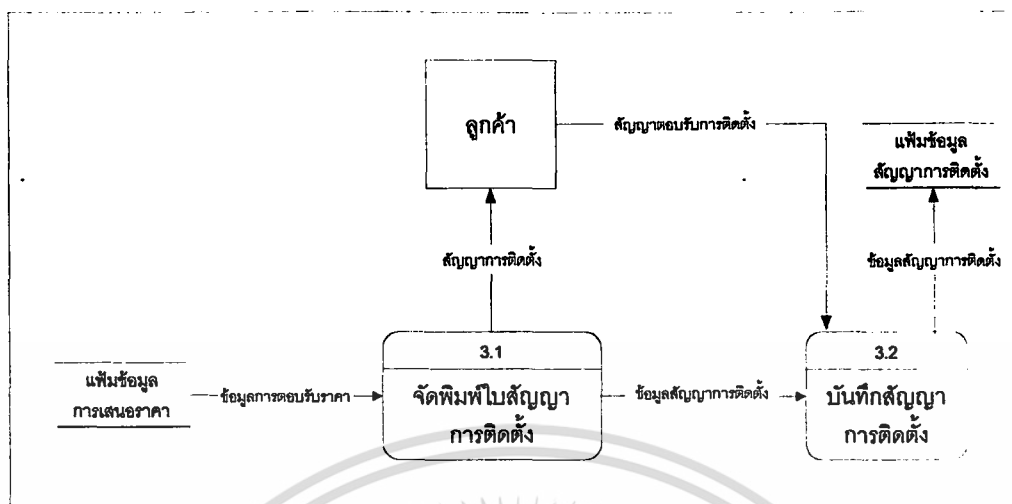 ลูกค้า
สัญญาตอบรับการติดตั้ง
แฟ้มข้อมูล
สัญญาการติดตั้ง
สัญญาการติดตั้ง
ข้อมูลสัญญาการติดตั้ง
แฟ้มข้อมูล
การเสนอราคา
ข้อมูลการตอบรับราคา
3.1
จัดพิมพ์ใบสัญญา
การติดตั้ง
ข้อมูลสัญญาการติดตั้ง
3.2
บันทึกสัญญา
การติดตั้ง